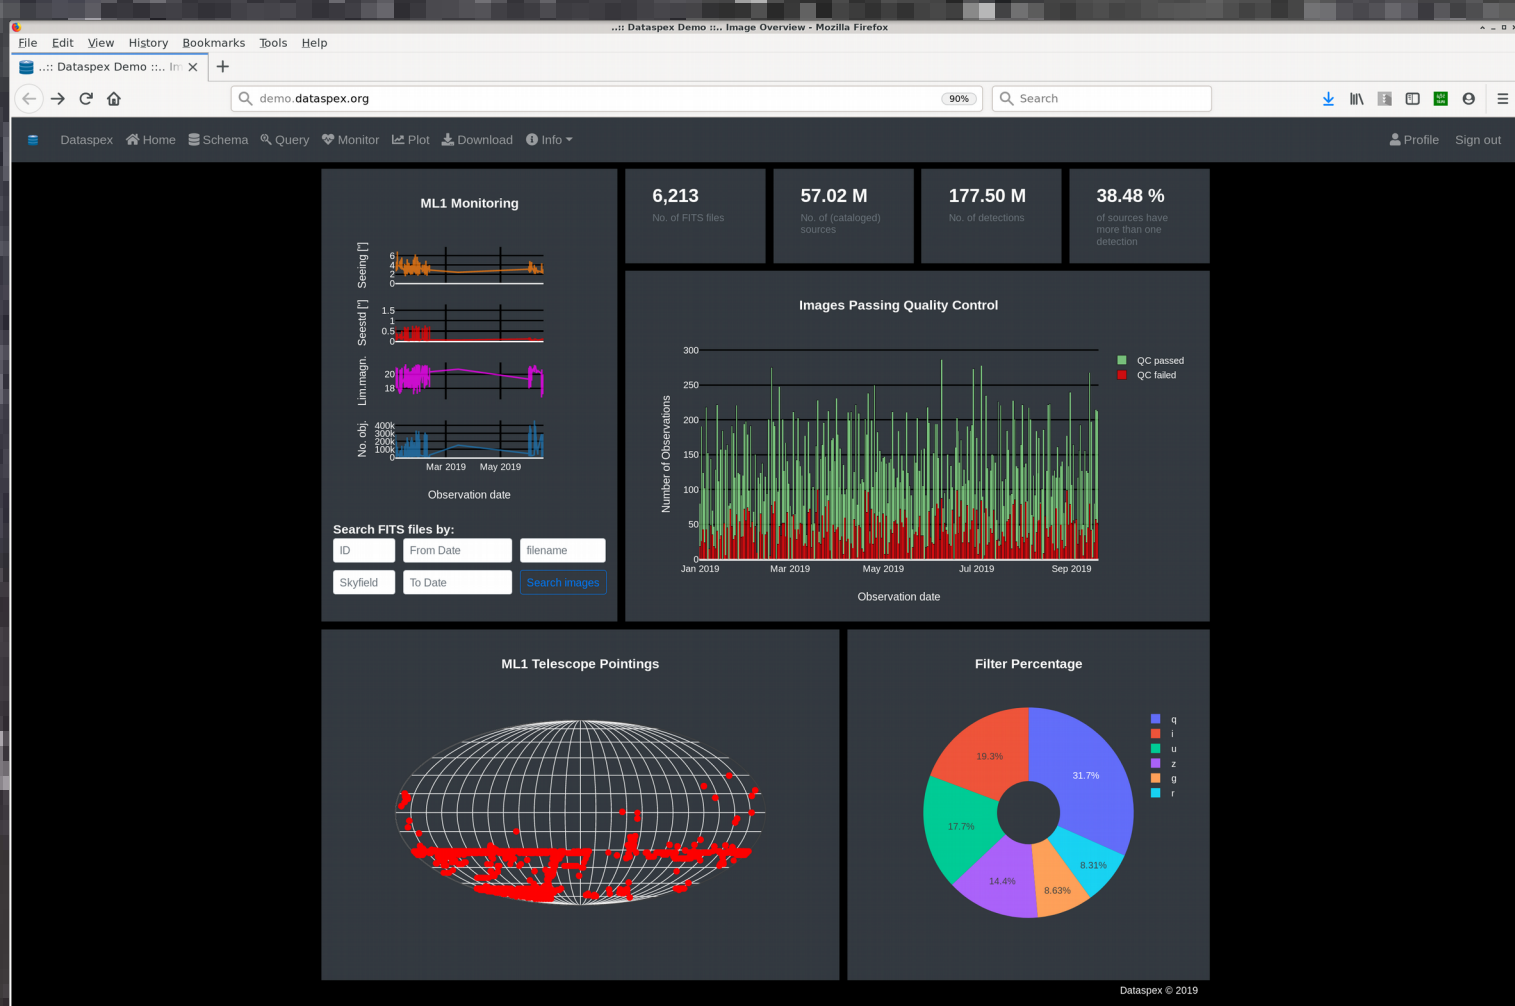 ..:: Dataspex Demo ::.. Image Overview - Mozilla Firefox
File Edit View History Bookmarks Tools Help
..:: Dataspex Demo ::.. Im
demo.dataspex.org 90% Search
Dataspex Home Schema Query Monitor Plot Download Info Profile Sign out
ML1 Monitoring
Seeing ["]
6
4
2
0
Seestd ["]
1.5
1
0.5
0
Lim.magn.
20
18
No. obj.
400k
300k
200k
100k
0
Mar 2019 May 2019
Observation date
Search FITS files by:
ID From Date filename
Skyfield To Date Search images
6,213
No. of FITS files
57.02 M
No. of (cataloged)
sources
177.50 M
No. of detections
38.48 %
of sources have
more than one
detection
Images Passing Quality Control
Number of Observations
300
250
200
150
100
50
0
Jan 2019 Mar 2019 May 2019 Jul 2019 Sep 2019
Observation date
QC passed
QC failed
ML1 Telescope Pointings
Filter Percentage
19.3%
31.7%
17.7%
14.4%
8.63%
8.31%
q
i
u
z
g
r
Dataspex © 2019